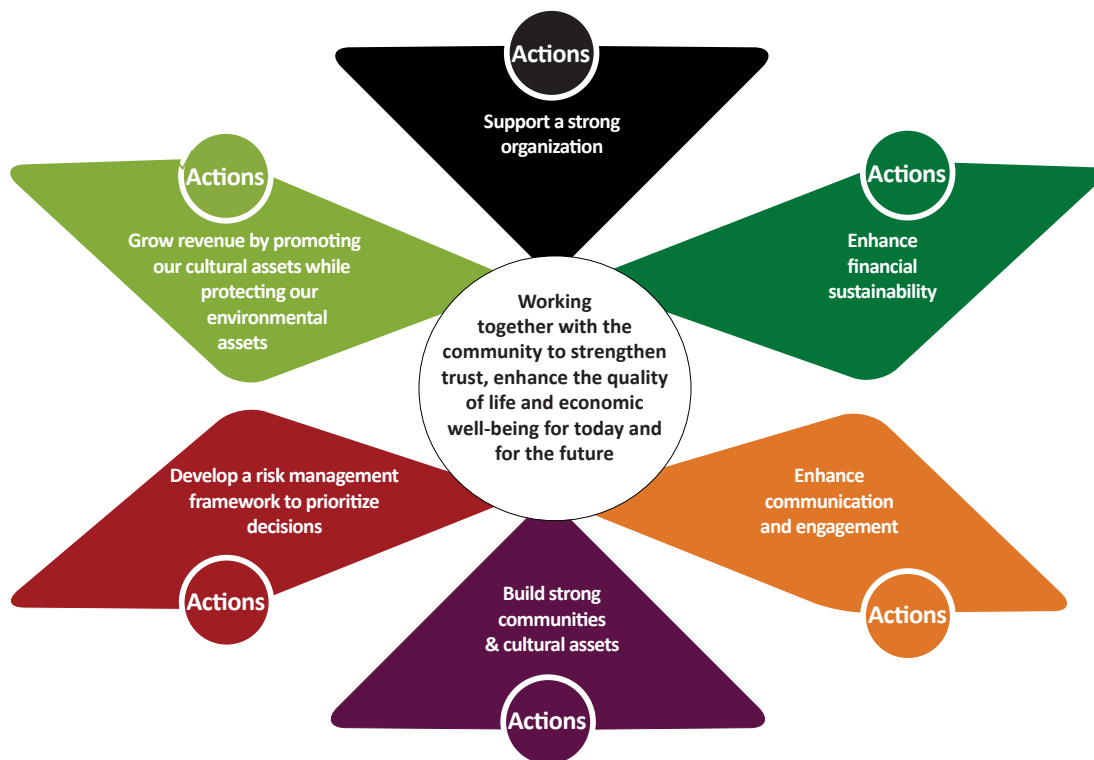 Actions
Support a strong
organization
Actions
Grow revenue by promoting
our cultural assets while
protecting our
environmental
assets
Actions
Enhance
financial
sustainability
Working
together with the
community to strengthen
trust, enhance the quality
of life and economic
well-being for today and
for the future
Develop a risk management
framework to prioritize
decisions
Actions
Enhance
communication
and engagement
Actions
Build strong
communities
& cultural assets
Actions